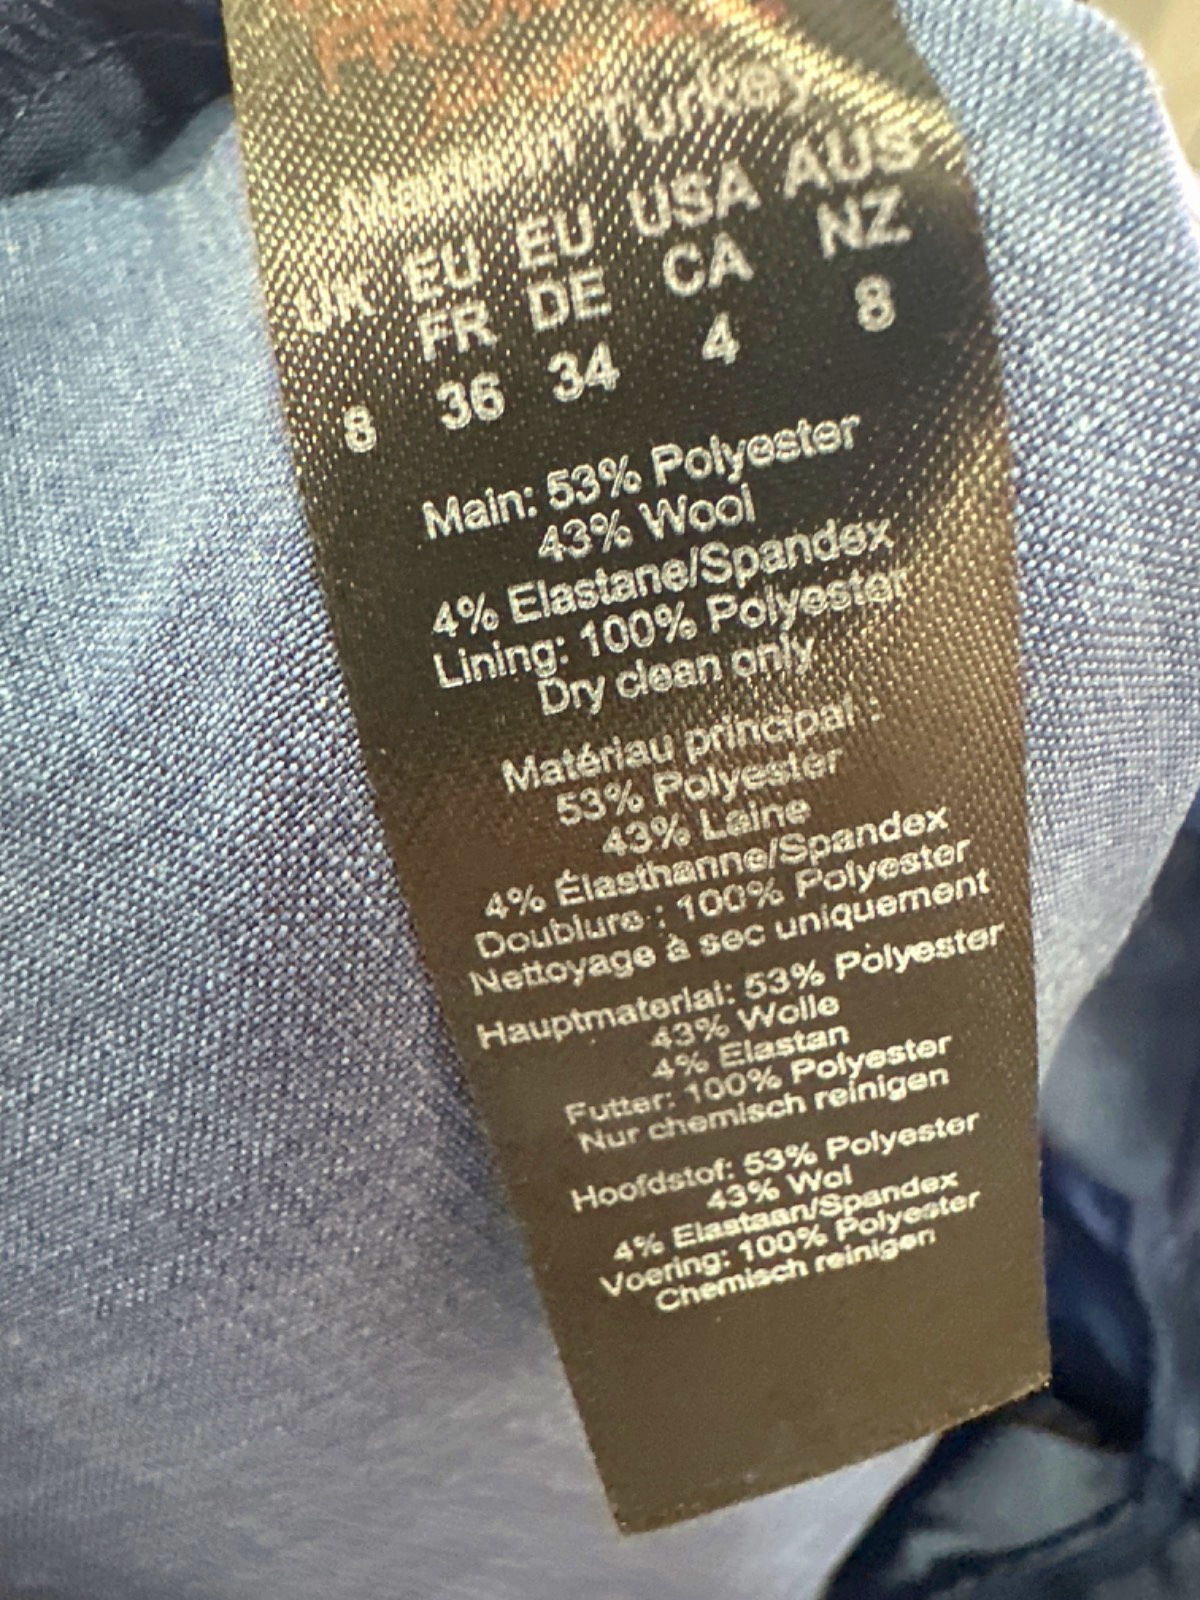 Made in Turkey
UK EU EU USA AUS
FR DE CA NZ
8 36 34 4 8
Main: 53% Polyester
43% Wool
4% Elastane/Spandex
Lining: 100% Polyester
Dry clean only
Matériau principal :
53% Polyester
43% Laine
4% Élasthanne/Spandex
Doublure : 100% Polyester
Nettoyage à sec uniquement
Hauptmaterial: 53% Polyester
43% Wolle
4% Elastan
Futter: 100% Polyester
Nur chemisch reinigen
Hoofdstof: 53% Polyester
43% Wol
4% Elastaan/Spandex
Voering: 100% Polyester
Chemisch reinigen